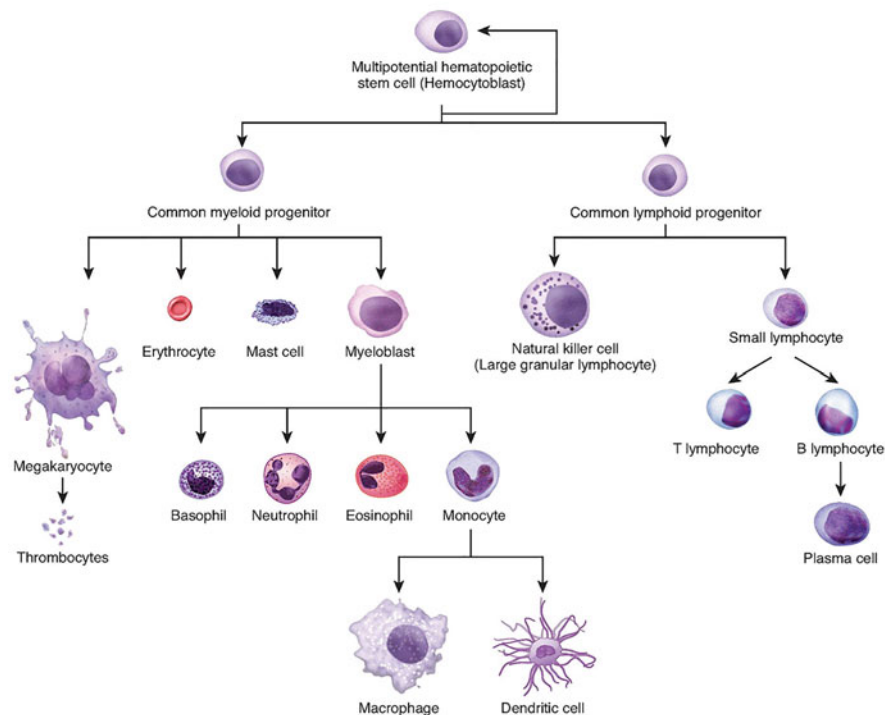 Multipotential hematopoietic
stem cell (Hemocytoblast)
Common myeloid progenitor
Common lymphoid progenitor
Erythrocyte
Mast cell
Myeloblast
Natural killer cell
(Large granular lymphocyte)
Small lymphocyte
T lymphocyte
B lymphocyte
Megakaryocyte
Basophil
Neutrophil
Eosinophil
Monocyte
Thrombocytes
Plasma cell
Macrophage
Dendritic cell